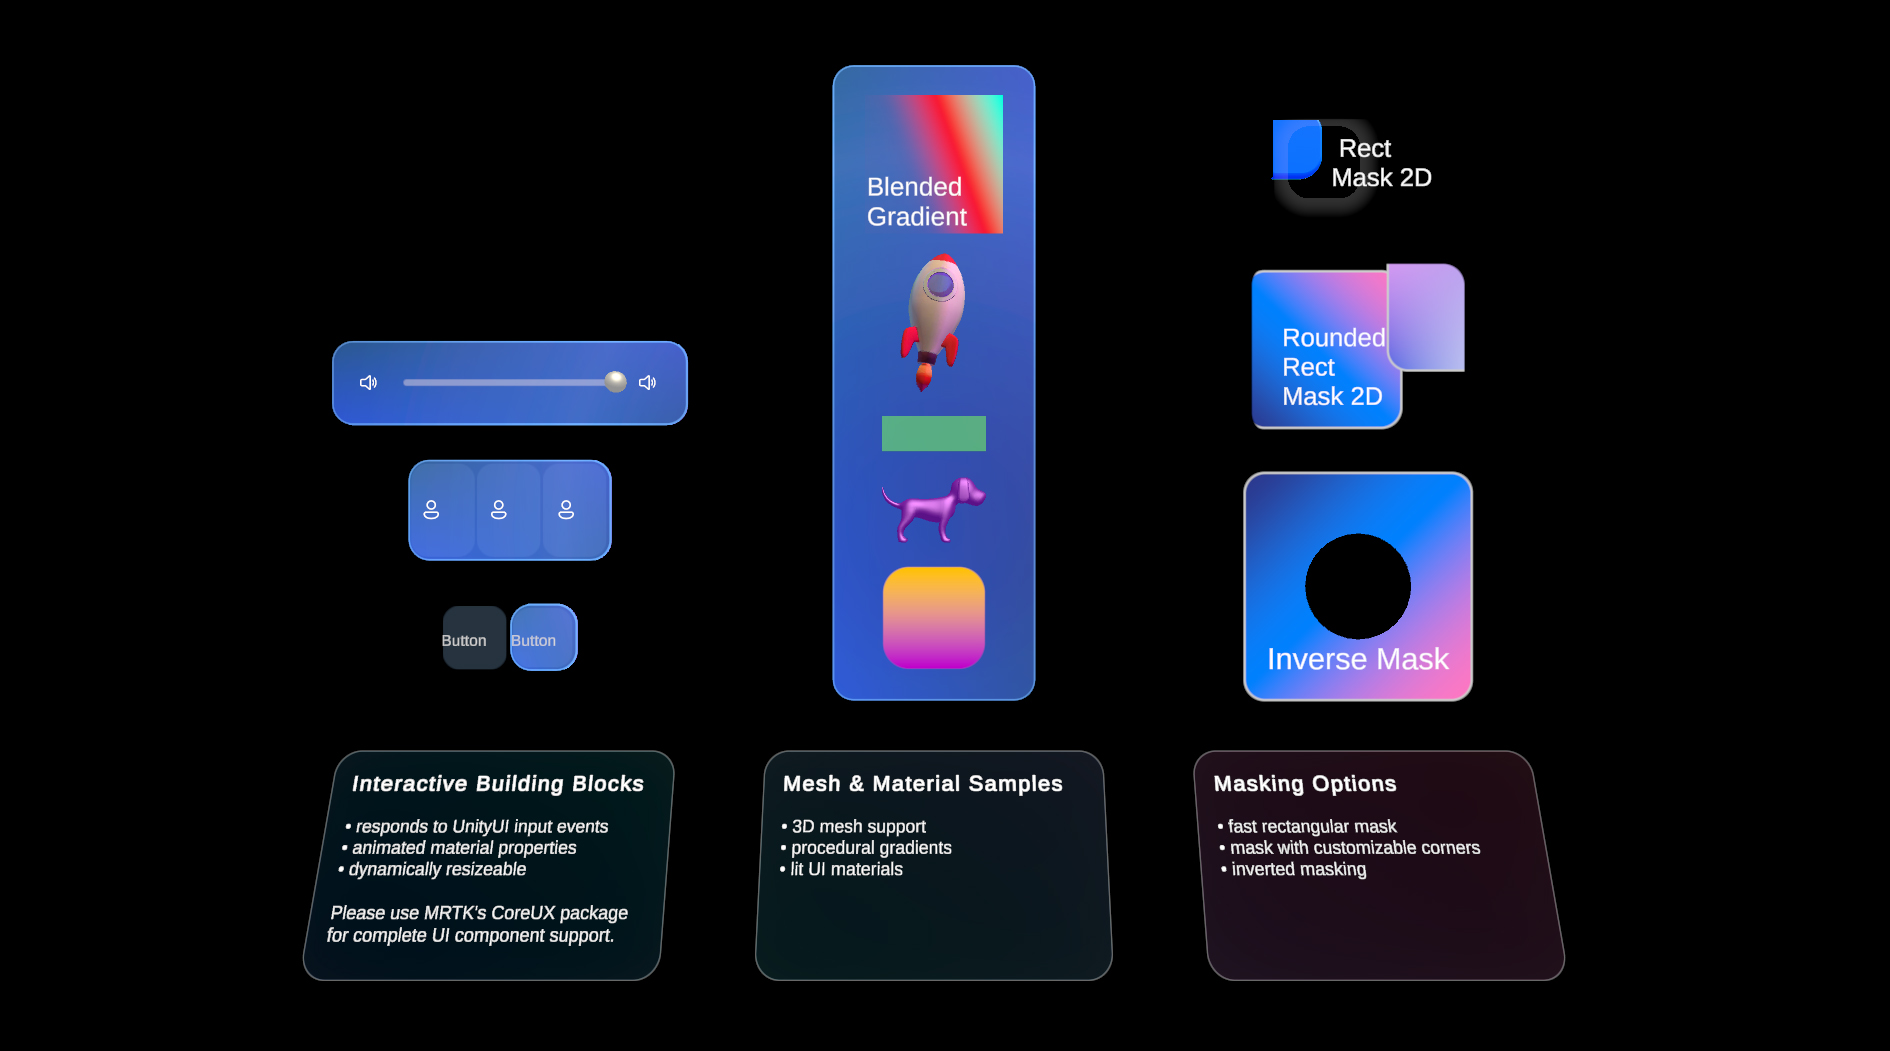 Button
Button
Interactive Building Blocks
• responds to UnityUI input events
• animated material properties
• dynamically resizeable
Please use MRTK's CoreUX package
for complete UI component support.
Blended
Gradient
Mesh & Material Samples
• 3D mesh support
• procedural gradients
• lit UI materials
Rect
Mask 2D
Rounded
Rect
Mask 2D
Inverse Mask
Masking Options
• fast rectangular mask
• mask with customizable corners
• inverted masking